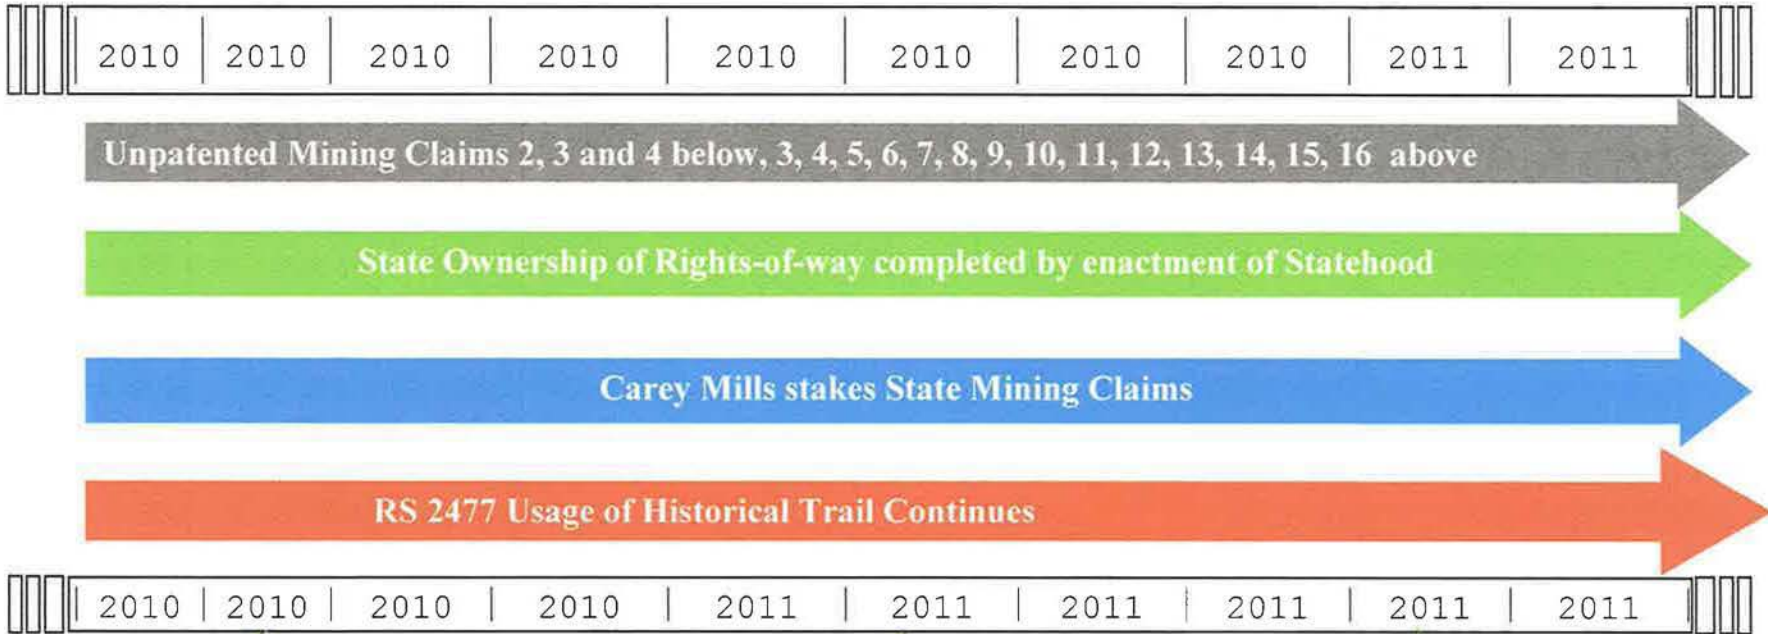 2010 2010 2010 2010 2010 2010 2010 2010 2011 2011
Unpatented Mining Claims 2, 3 and 4 below, 3, 4, 5, 6, 7, 8, 9, 10, 11, 12, 13, 14, 15, 16 above
State Ownership of Rights-of-way completed by enactment of Statehood
Carey Mills stakes State Mining Claims
RS 2477 Usage of Historical Trail Continues
2010 2010 2010 2010 2011 2011 2011 2011 2011 2011